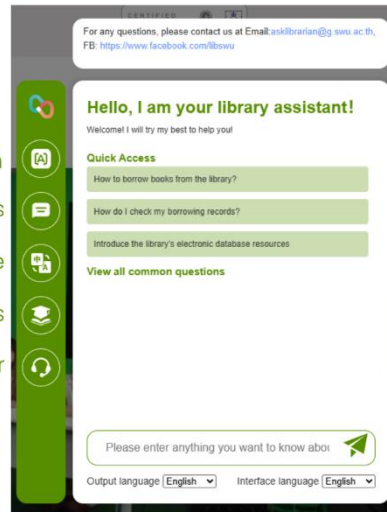 CERTIFIED
For any questions, please contact us at Email:asklibrarian@g.swu.ac.th,
FB: https://www.facebook.com/libswu
Hello, I am your library assistant!
Welcome! I will try my best to help you!
Quick Access
How to borrow books from the library?
How do I check my borrowing records?
Introduce the library's electronic database resources
View all common questions
Please enter anything you want to know abou
Output language English
Interface language English